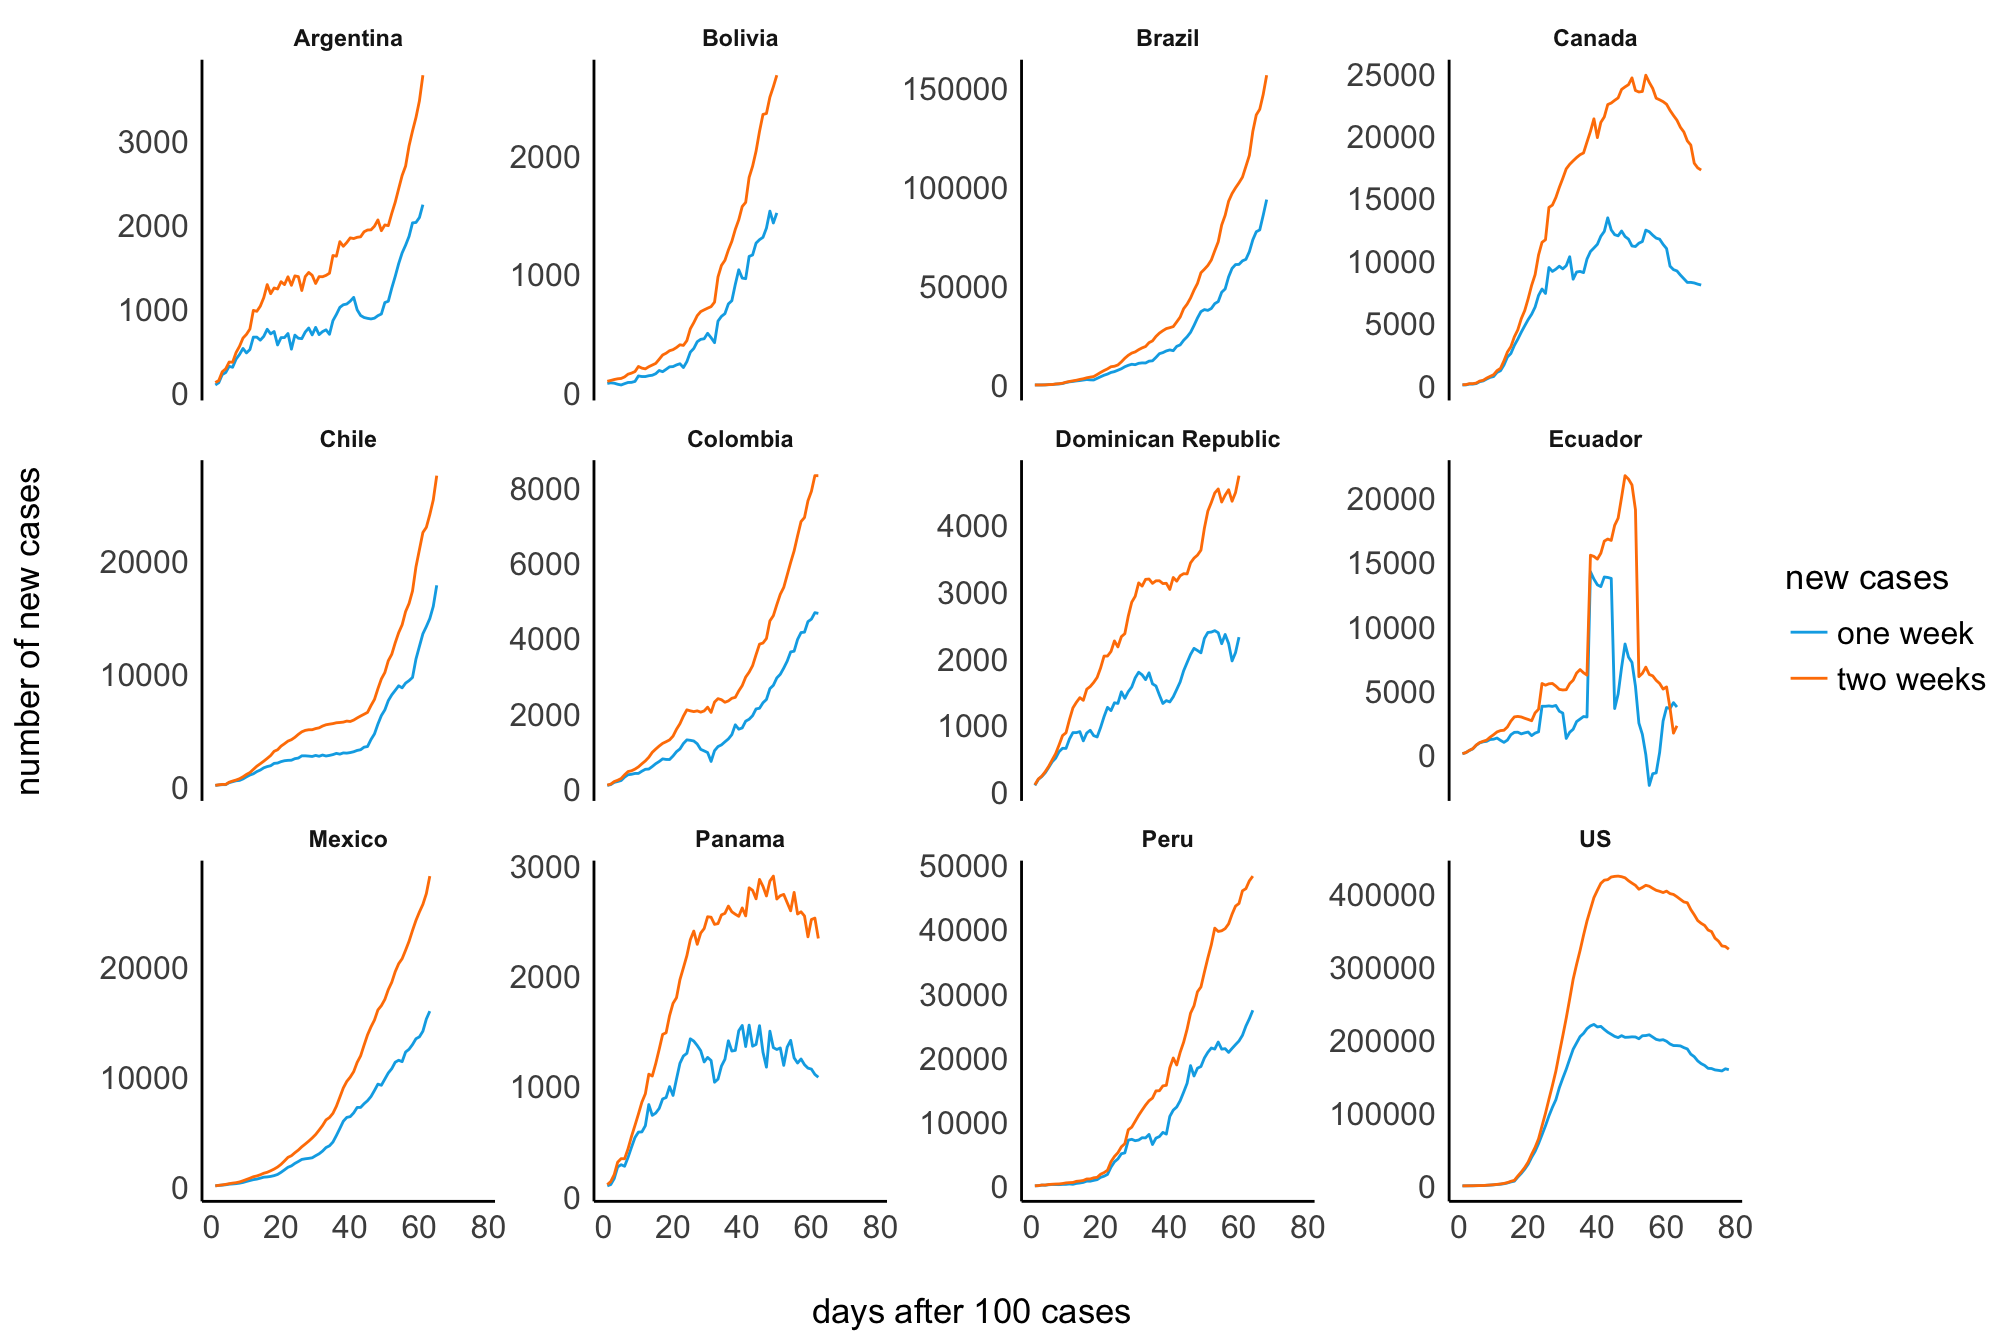 Argentina
Bolivia
Brazil
Canada
3000
2000
1000
0
2000
1000
0
150000
100000
50000
0
25000
20000
15000
10000
5000
0
Chile
Colombia
Dominican Republic
Ecuador
20000
10000
0
8000
6000
4000
2000
0
4000
3000
2000
1000
0
20000
15000
10000
5000
0
Mexico
Panama
Peru
US
20000
10000
0
3000
2000
1000
0
50000
40000
30000
20000
10000
0
400000
300000
200000
100000
0
0 20 40 60 80
0 20 40 60 80
0 20 40 60 80
0 20 40 60 80
days after 100 cases
number of new cases
new cases
one week
two weeks